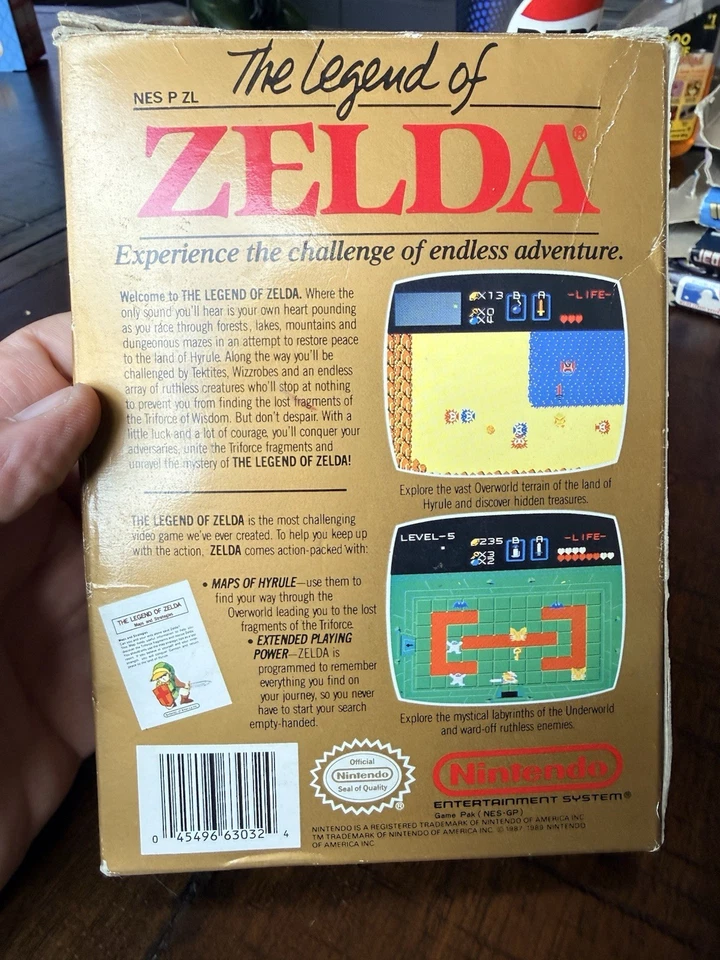 The Legend of
NES P ZL
ZELDA®
Experience the challenge of endless adventure.
Welcome to THE LEGEND OF ZELDA. Where the
only sound you'll hear is your own heart pounding
as you race through forests, lakes, mountains and
dungeonous mazes in an attempt to restore peace
to the land of Hyrule. Along the way you'll be
challenged by Tektites, Wizzrobes and an endless
array of ruthless creatures who'll stop at nothing
to prevent you from finding the lost fragments of
the Triforce of Wisdom. But don't despair. With a
little luck and a lot of courage, you'll conquer your
adversaries, unite the Triforce fragments and
unravel the mystery of THE LEGEND OF ZELDA!
X13 B A -LIFE-
X0
X4
Explore the vast Overworld terrain of the land of
Hyrule and discover hidden treasures.
THE LEGEND OF ZELDA is the most challenging
video game we've ever created. To help you keep up
with the action, ZELDA comes action-packed with:
• MAPS OF HYRULE—use them to
find your way through the
Overworld leading you to the lost
fragments of the Triforce.
• EXTENDED PLAYING
POWER—ZELDA is
programmed to remember
everything you find on
your journey, so you never
have to start your search
empty-handed.
THE LEGEND OF ZELDA
Maps and Strategies
LEVEL-5 235 B A -LIFE-
X3
X2
Explore the mystical labyrinths of the Underworld
and ward-off ruthless enemies.
0 45496 63032 4
Official
Nintendo
Seal of Quality
®
Nintendo
ENTERTAINMENT SYSTEM®
Game Pak (NES-GP)
NINTENDO IS A REGISTERED TRADEMARK OF NINTENDO OF AMERICA INC
TM TRADEMARK OF NINTENDO OF AMERICA INC. © 1987 1989 NINTENDO
OF AMERICA INC